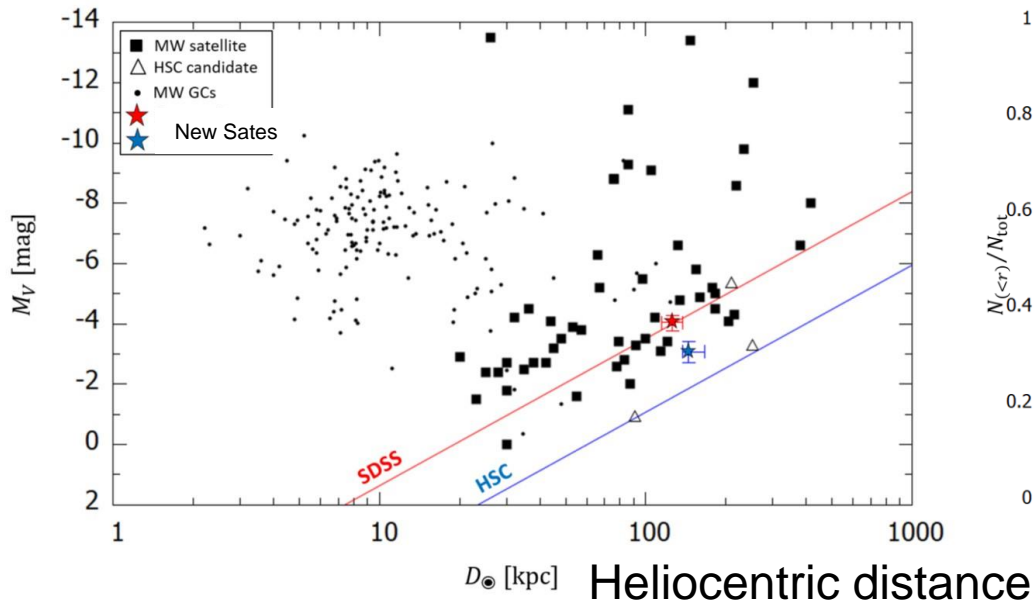 -14
-12
-10
-8
-6
-4
-2
0
2
M_V [mag]
MW satellite
HSC candidate
MW GCs
New Sates
SDSS
HSC
1
10
100
1000
D_◉ [kpc]
Heliocentric distance
1
0.8
0.6
0.4
0.2
0
N_(<r)/N_tot